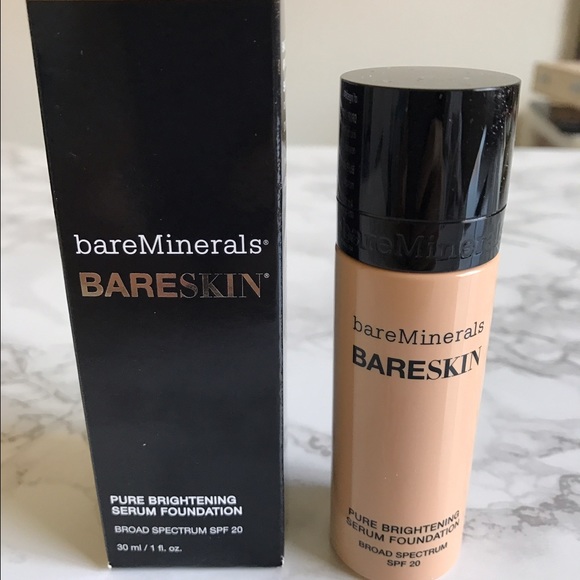 bareMinerals®
BARESKIN®
PURE BRIGHTENING
SERUM FOUNDATION
BROAD SPECTRUM SPF 20
30 ml / 1 fl. oz.
bareMinerals
bareMinerals
BARESKIN
PURE BRIGHTENING
SERUM FOUNDATION
BROAD SPECTRUM
SPF 20